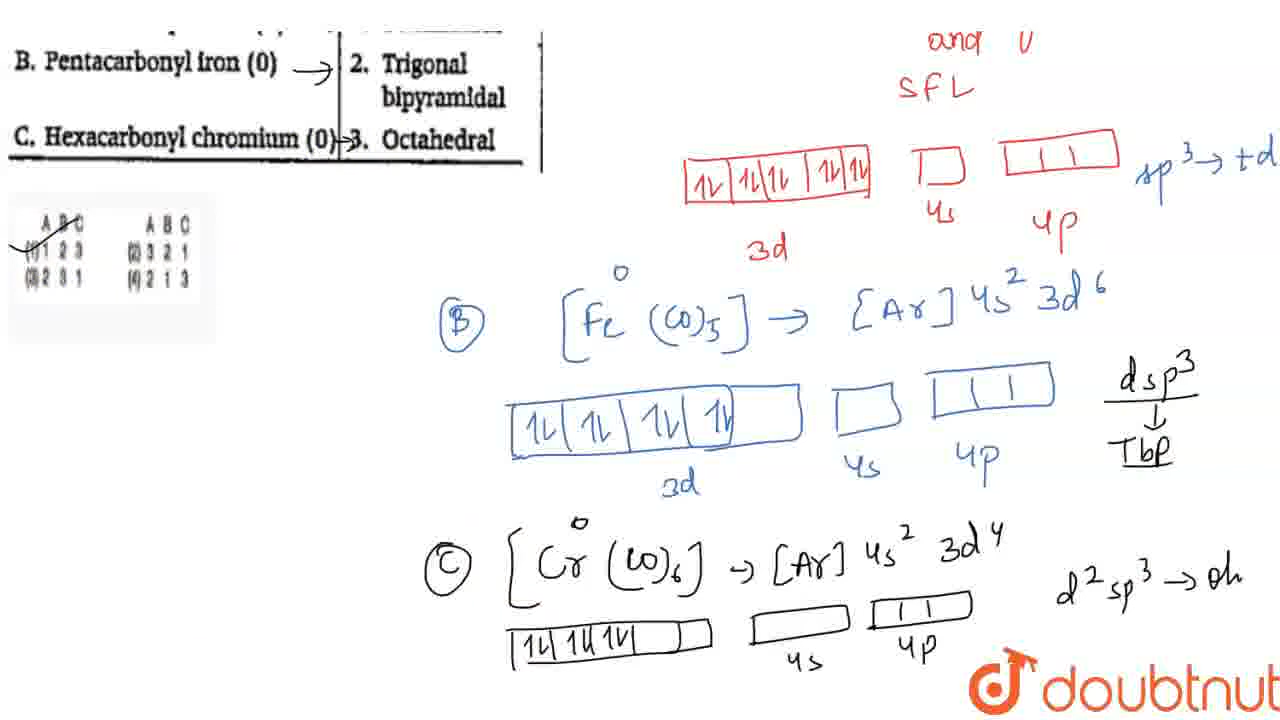 B. Pentacarbonyl iron (0) → 2. Trigonal bipyramidal
C. Hexacarbonyl chromium (0) → 3. Octahedral
A B C A B C
(1) 1 2 3 (2) 3 2 1
(3) 2 3 1 (4) 2 1 3
and
SFL
sp³ → td
3d 4s 4p
B [Fe⁰(CO)₅] → [Ar] 4s² 3d⁶
3d 4s 4p
dsp³
↓
Tbp
C [Cr⁰(CO)₆] → [Ar] 4s² 3d⁴
4s 4p
d²sp³ → oh
doubtnut